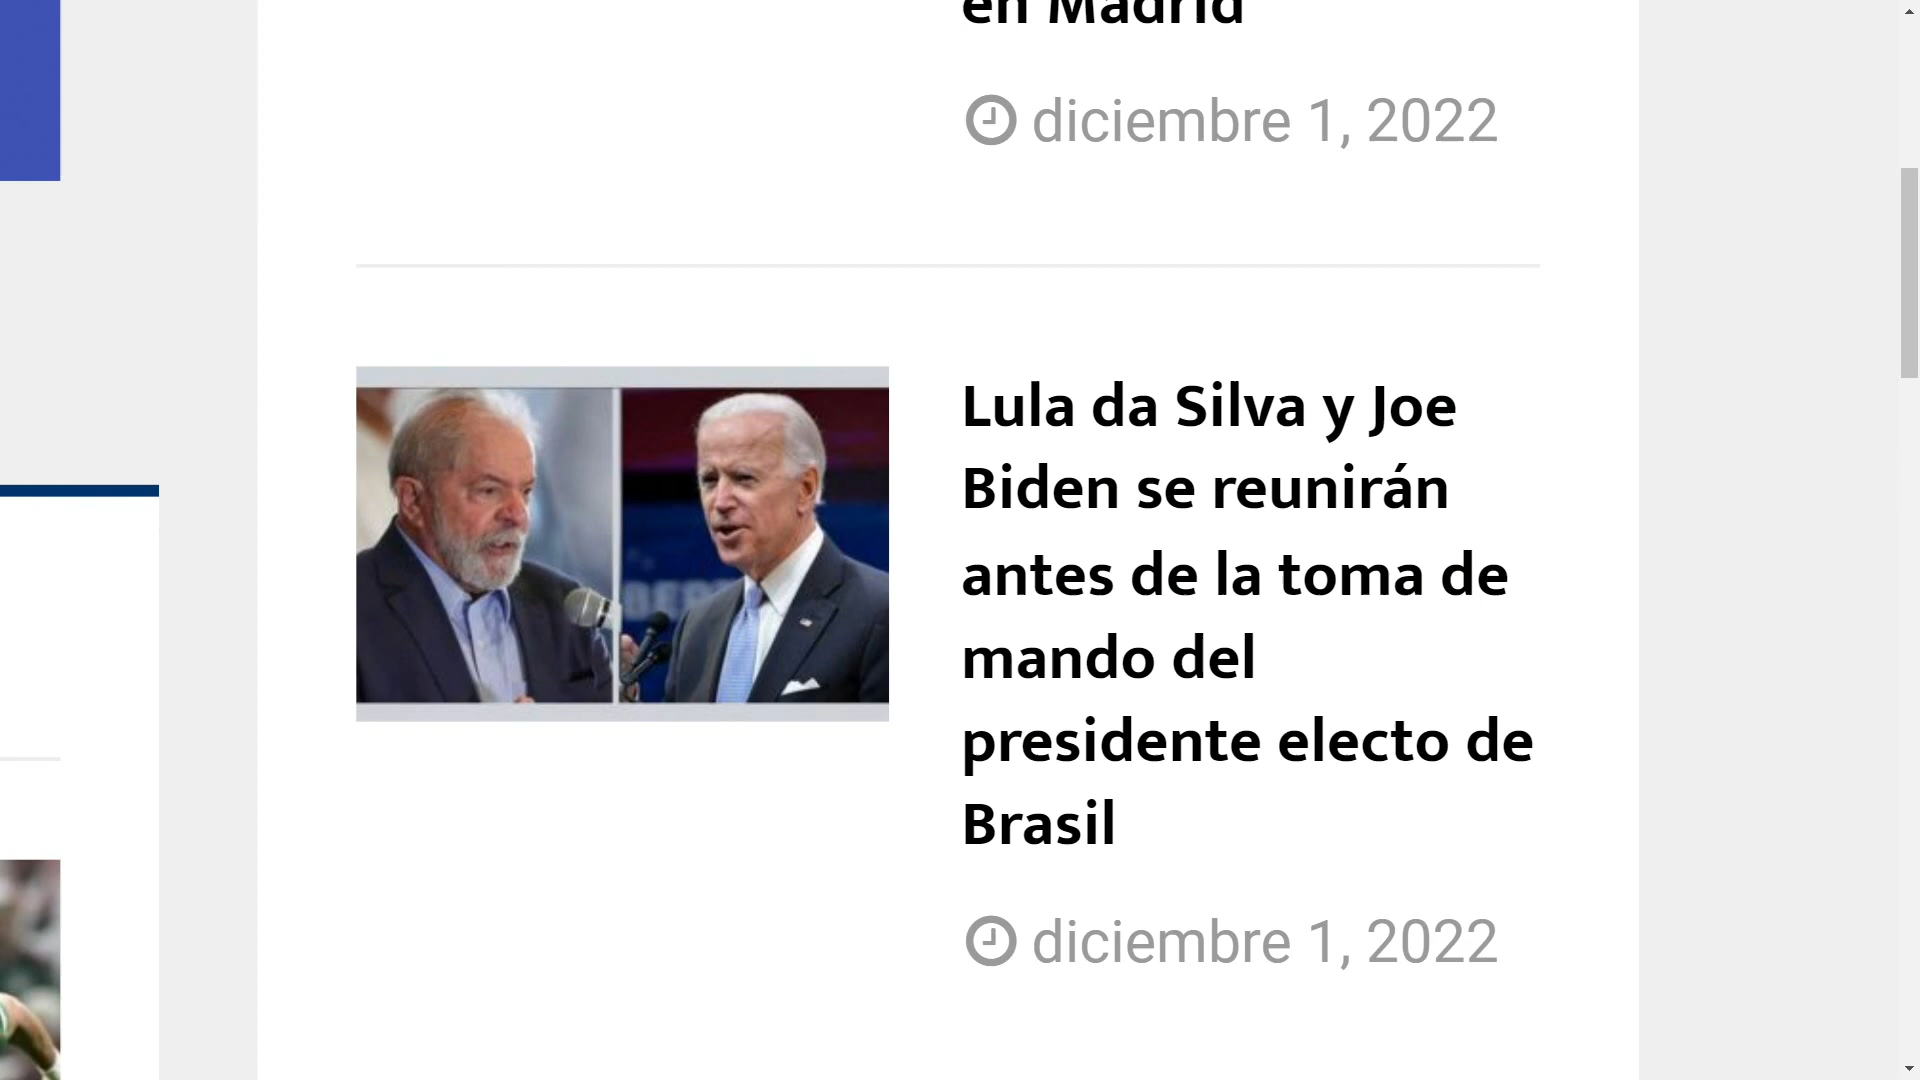 en Madrid
diciembre 1, 2022
Lula da Silva y Joe
Biden se reunirán
antes de la toma de
mando del
presidente electo de
Brasil
diciembre 1, 2022